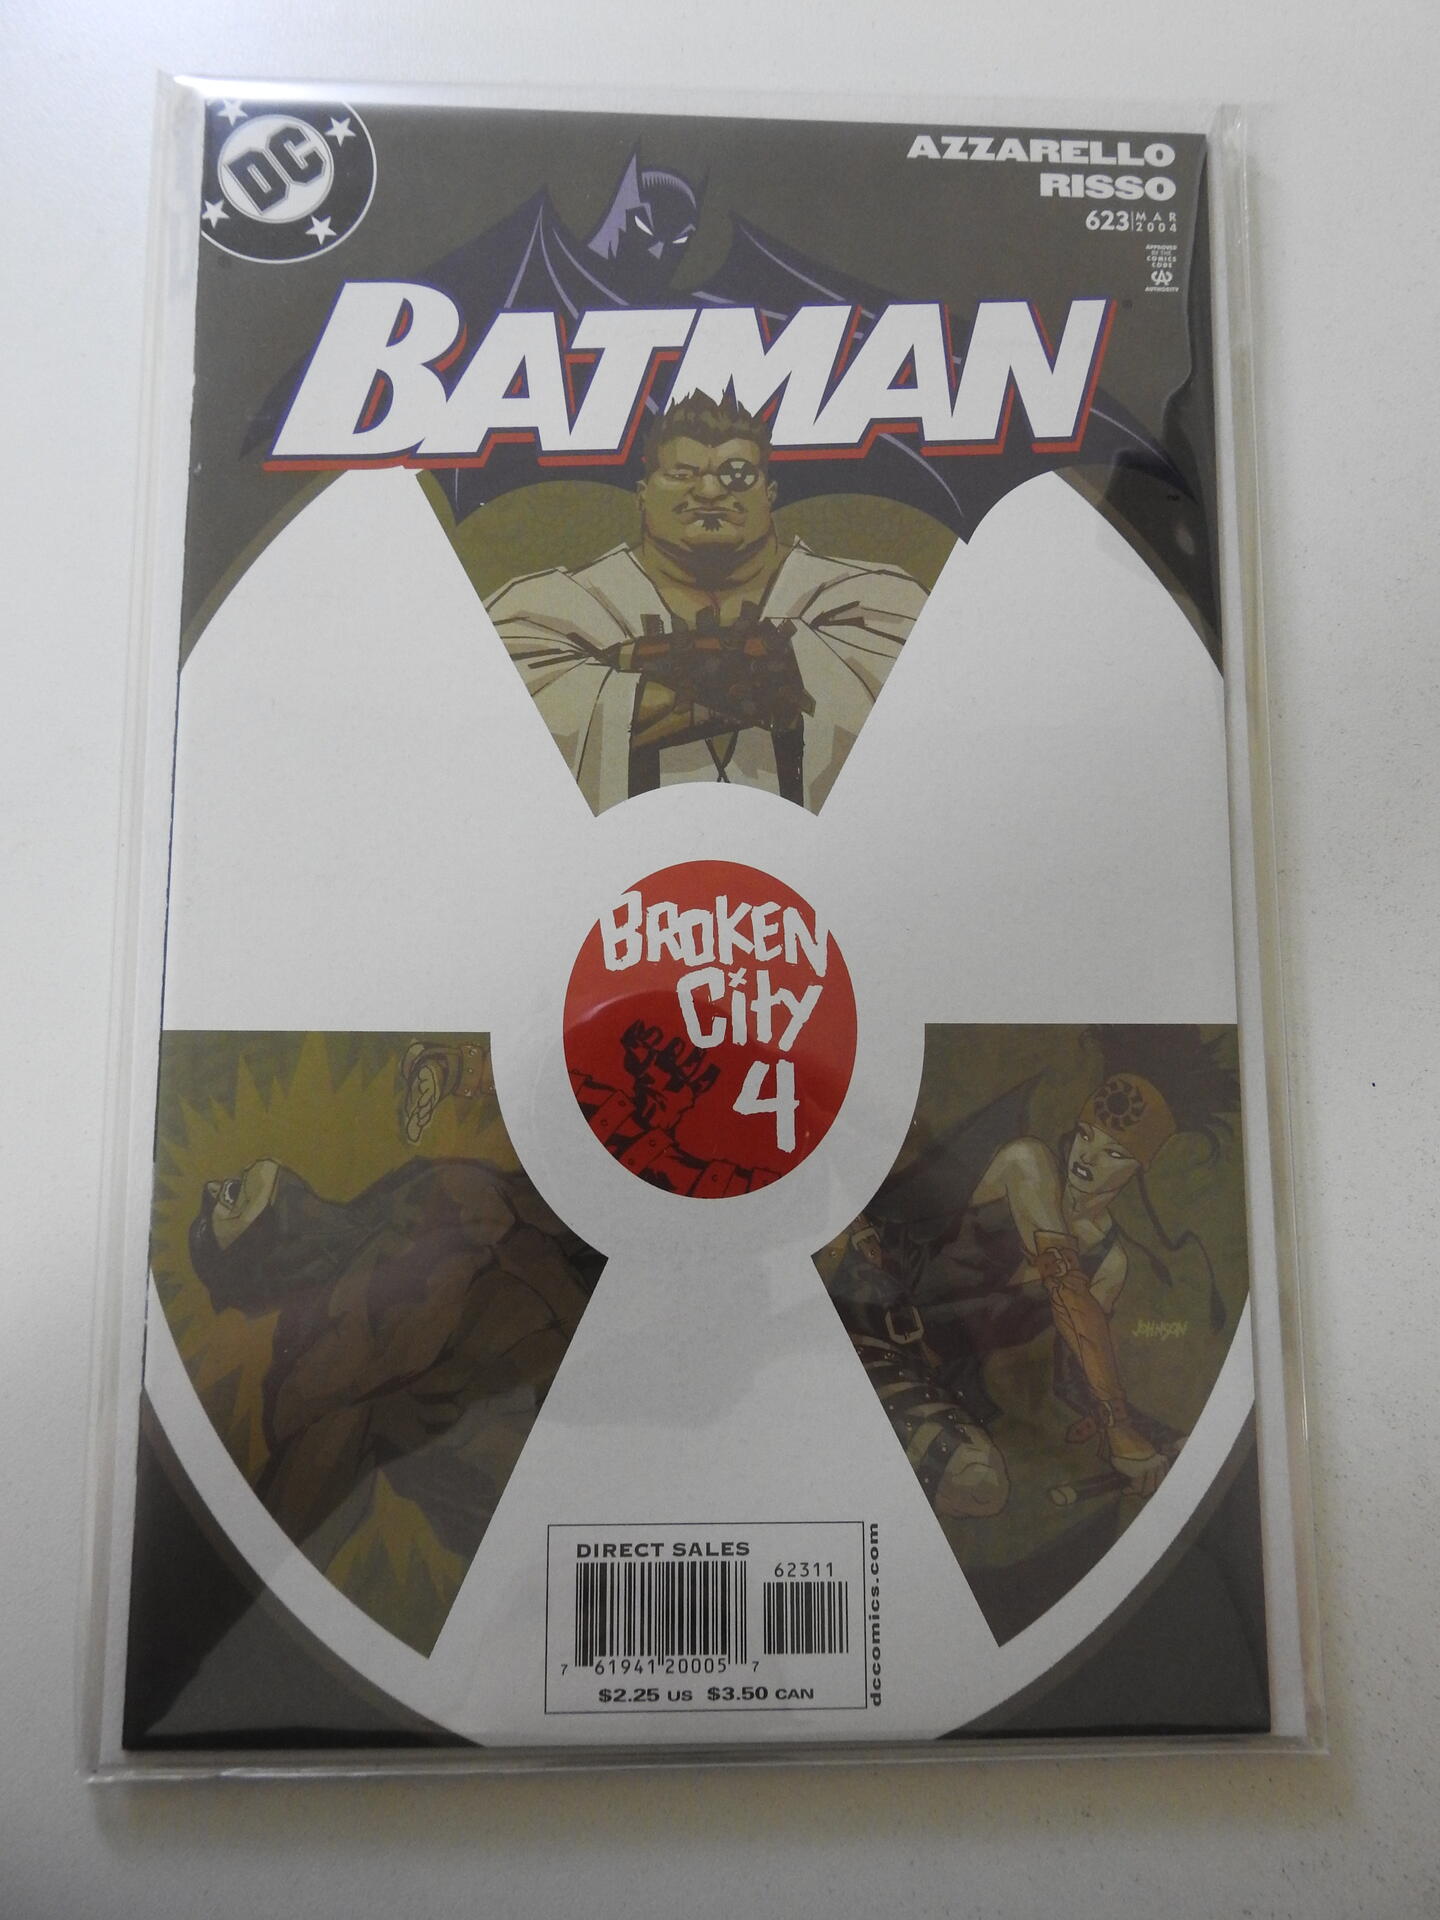 DC
AZZARELLO
RISSO
623 MAR 2004
APPROVED
BY THE
COMICS
CODE
CA
AUTHORITY
BATMAN
BROKEN
City
4
JOHNSON
DIRECT SALES
62311
7 61941 20005 7
$2.25 US $3.50 CAN
dccomics.com